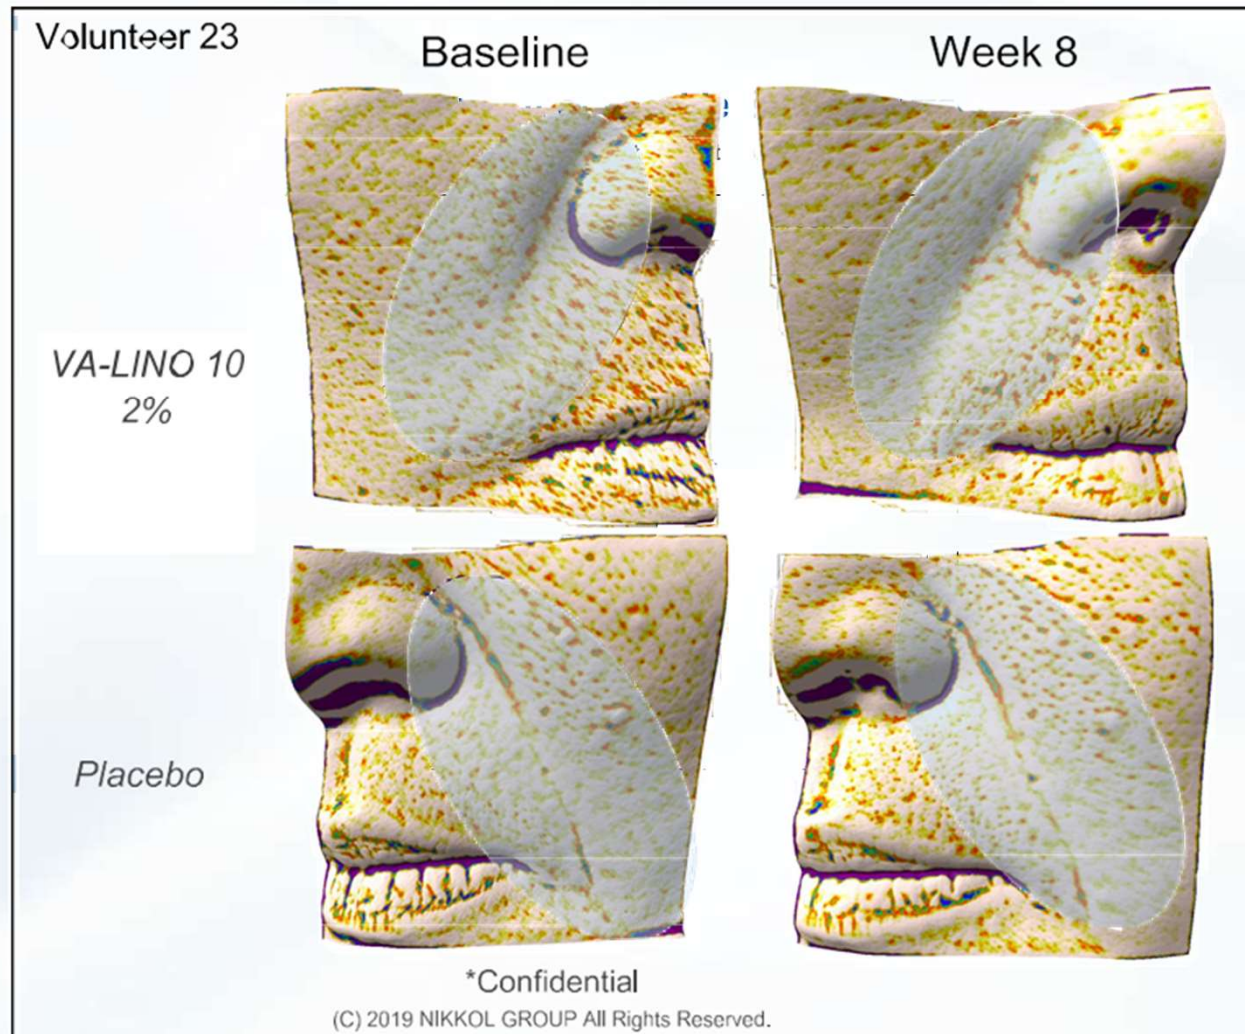 Volunteer 23
Baseline
Week 8
VA-LINO 10
2%
Placebo
*Confidential
(C) 2019 NIKKOL GROUP All Rights Reserved.